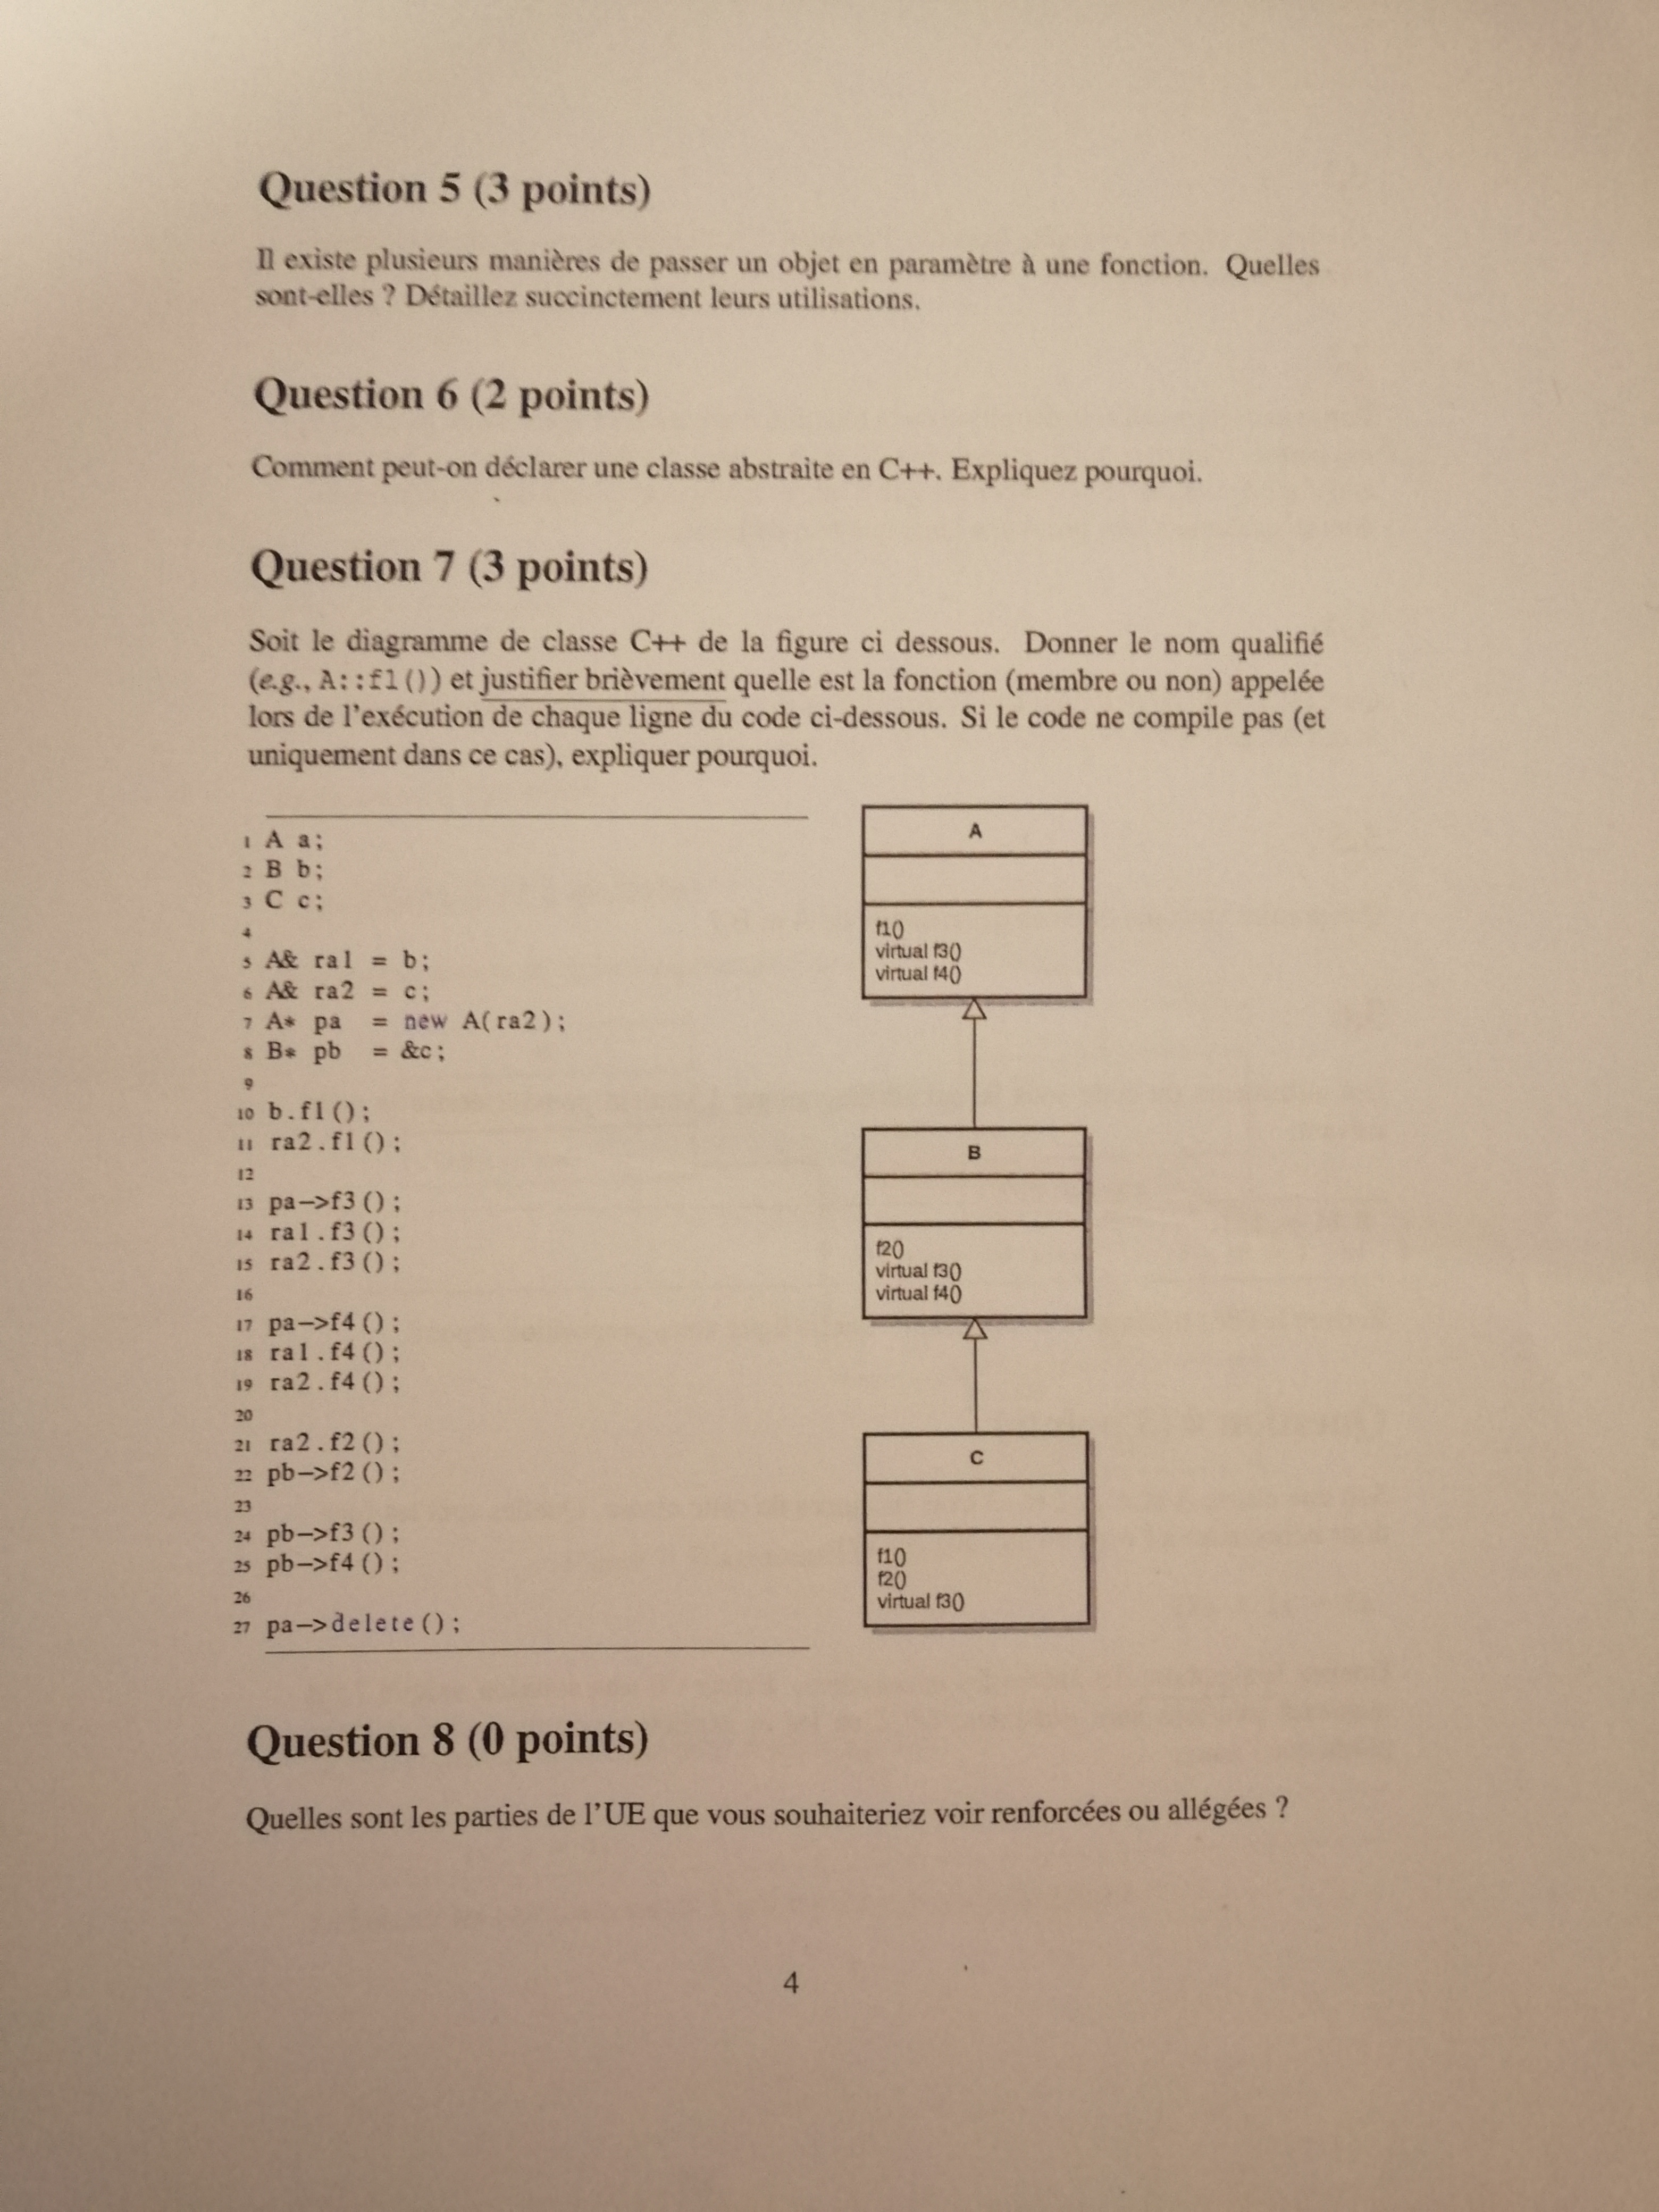 Question 5 (3 points)
Il existe plusieurs manières de passer un objet en paramètre à une fonction. Quelles
sont-elles ? Détaillez succinctement leurs utilisations.
Question 6 (2 points)
Comment peut-on déclarer une classe abstraite en C++. Expliquez pourquoi.
Question 7 (3 points)
Soit le diagramme de classe C++ de la figure ci dessous. Donner le nom qualifié
(e.g., A::f1()) et justifier brièvement quelle est la fonction (membre ou non) appelée
lors de l'exécution de chaque ligne du code ci-dessous. Si le code ne compile pas (et
uniquement dans ce cas), expliquer pourquoi.
1 A a;
2 B b;
3 C c;
4
5 A& ra1 = b;
6 A& ra2 = c;
7 A* pa = new A(ra2);
8 B* pb = &c;
9
10 b.f1();
11 ra2.f1();
12
13 pa->f3();
14 ra1.f3();
15 ra2.f3();
16
17 pa->f4();
18 ra1.f4();
19 ra2.f4();
20
21 ra2.f2();
22 pb->f2();
23
24 pb->f3();
25 pb->f4();
26
27 pa->delete();
A
f1()
virtual f3()
virtual f4()
B
f2()
virtual f3()
virtual f4()
C
f1()
f2()
virtual f3()
Question 8 (0 points)
Quelles sont les parties de l'UE que vous souhaiteriez voir renforcées ou allégées ?
4